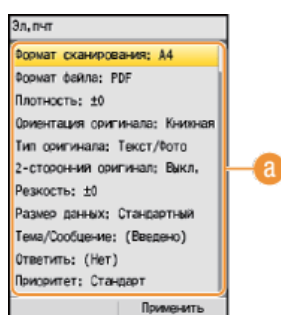 Эл.пчт
Формат сканирования: A4
Формат файла: PDF
Плотность: ±0
Ориентация оригинала: Книжная
Тип оригинала: Текст/Фото
2-сторонний оригинал: Выкл.
Резкость: ±0
Размер данных: Стандартный
Тема/Сообщение: (Введено)
Ответить: (Нет)
Приоритет: Стандарт
Применить
a